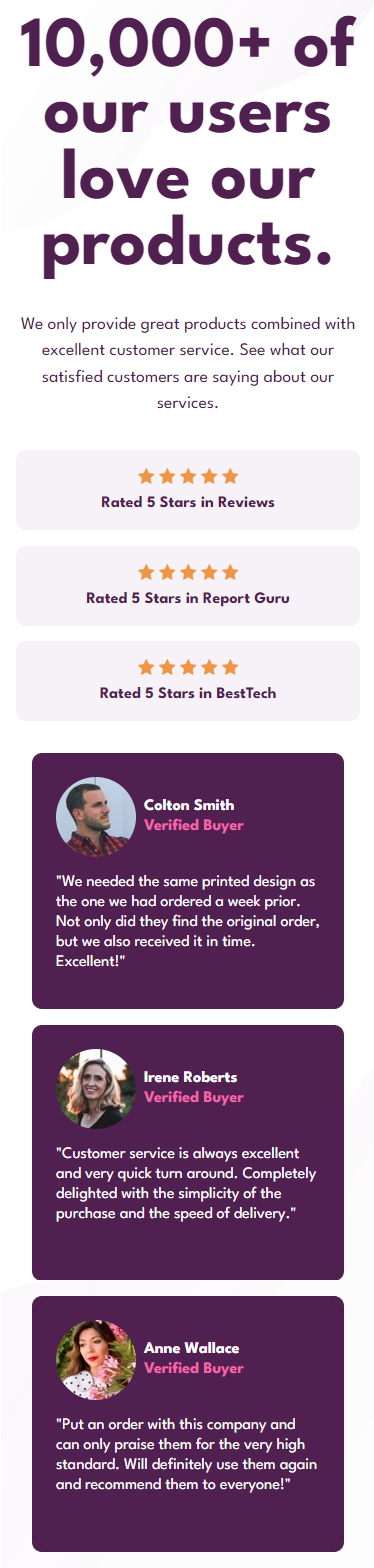 10,000+ of
our users
love our
products.
We only provide great products combined with
excellent customer service. See what our
satisfied customers are saying about our
services.
Rated 5 Stars in Reviews
Rated 5 Stars in Report Guru
Rated 5 Stars in BestTech
Colton Smith
Verified Buyer
"We needed the same printed design as
the one we had ordered a week prior.
Not only did they find the original order,
but we also received it in time.
Excellent!"
Irene Roberts
Verified Buyer
"Customer service is always excellent
and very quick turn around. Completely
delighted with the simplicity of the
purchase and the speed of delivery."
Anne Wallace
Verified Buyer
"Put an order with this company and
can only praise them for the very high
standard. Will definitely use them again
and recommend them to everyone!"